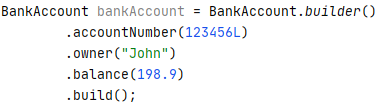 BankAccount bankAccount = BankAccount.builder()
        .accountNumber(123456L)
        .owner("John")
        .balance(198.9)
        .build();